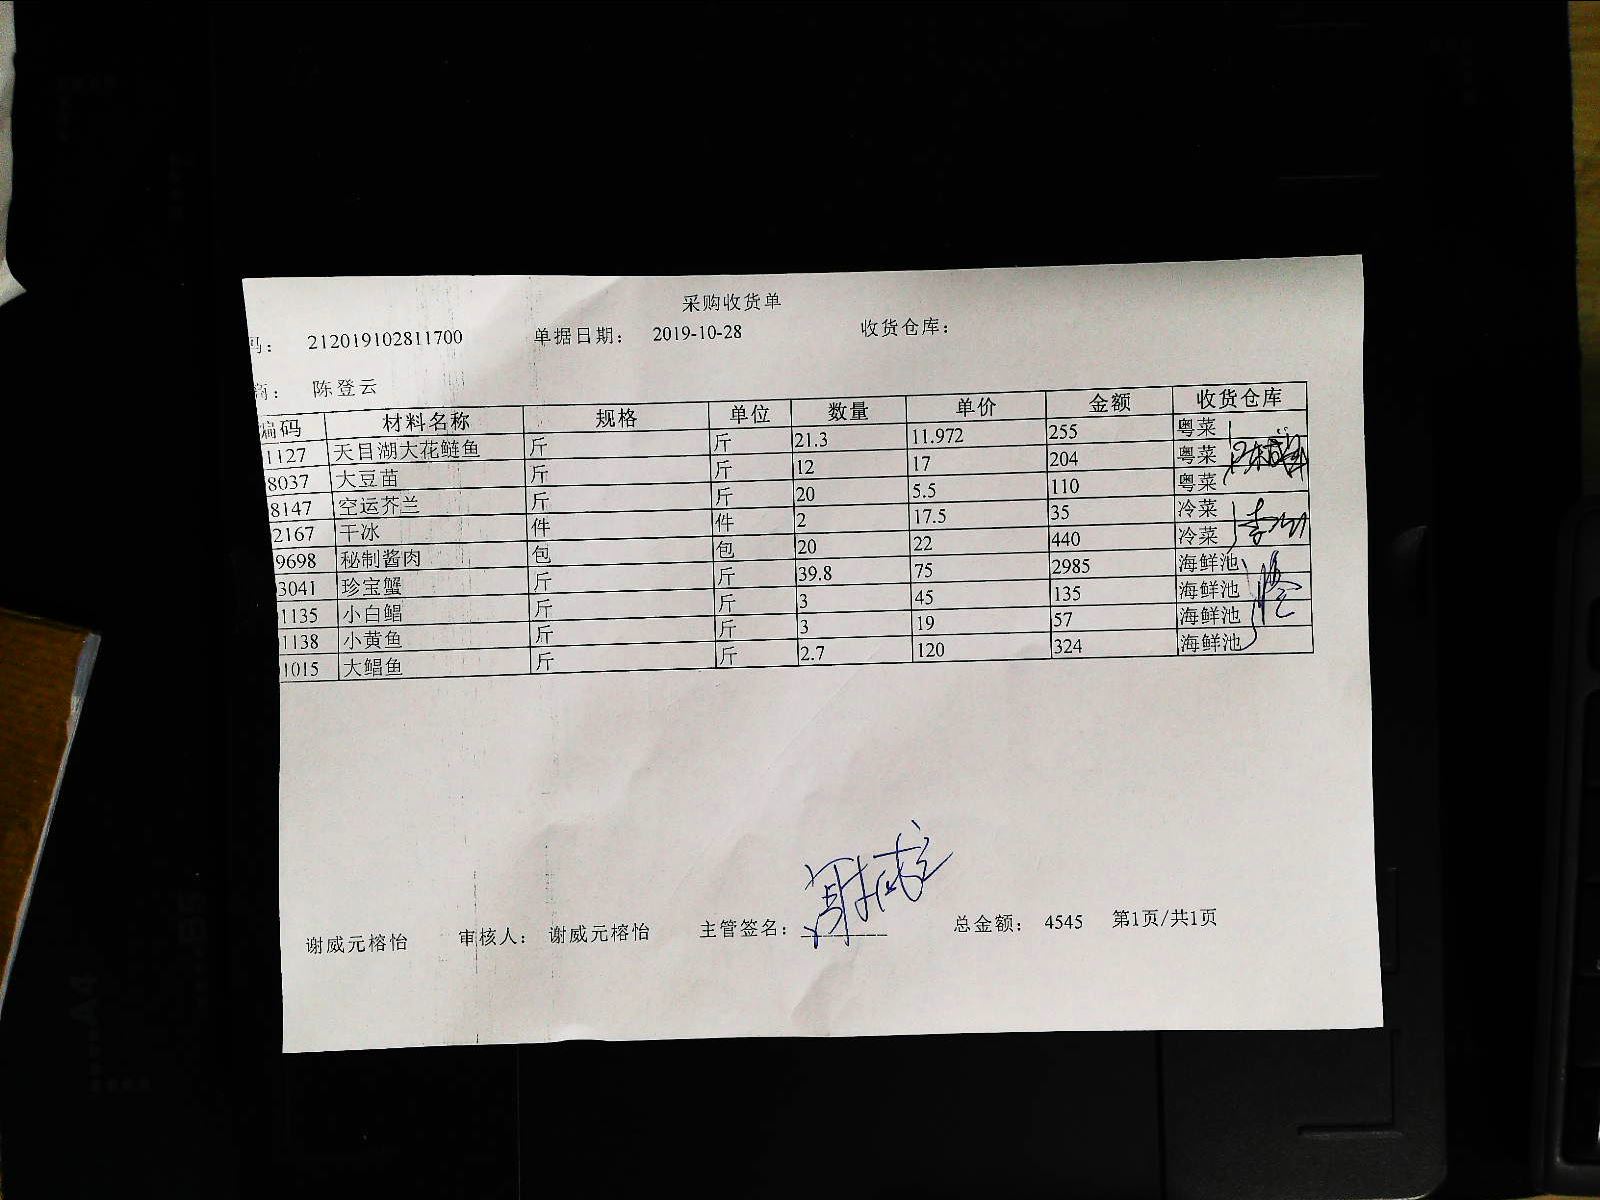 采购收货单
码： 212019102811700 单据日期： 2019-10-28 收货仓库：
商： 陈登云
编码 材料名称 规格 单位 数量 单价 金额 收货仓库
1127 天目湖大花鲢鱼 斤 斤 21.3 11.972 255 粤菜
8037 大豆苗 斤 斤 12 17 204 粤菜
8147 空运芥兰 斤 斤 20 5.5 110 粤菜
2167 干冰 件 件 2 17.5 35 冷菜
9698 秘制酱肉 包 包 20 22 440 冷菜
3041 珍宝蟹 斤 斤 39.8 75 2985 海鲜池
1135 小白鲳 斤 斤 3 45 135 海鲜池
1138 小黄鱼 斤 斤 3 19 57 海鲜池
1015 大鲳鱼 斤 斤 2.7 120 324 海鲜池
谢威元榕怡 审核人： 谢威元榕怡 主管签名： 总金额： 4545 第1页/共1页